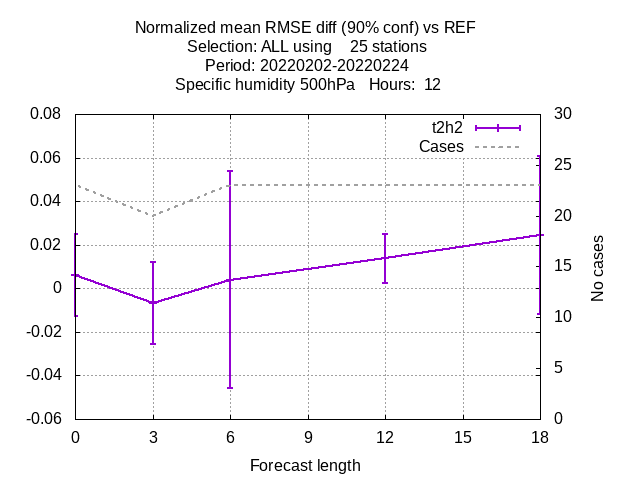 Normalized mean RMSE diff (90% conf) vs REF
Selection: ALL using    25 stations
Period: 20220202-20220224
Specific humidity 500hPa   Hours:  12
t2h2
Cases
0.08
0.06
0.04
0.02
0
-0.02
-0.04
-0.06
30
25
20
15
10
5
0
No cases
0 3 6 9 12 15 18
Forecast length